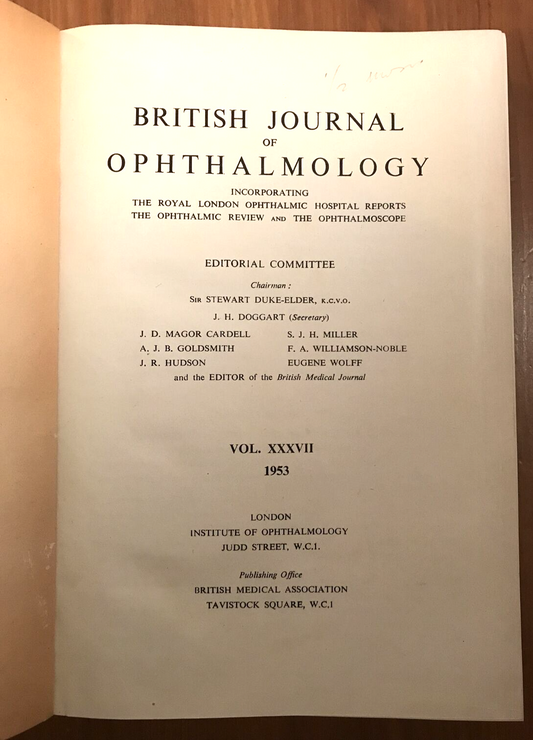 BRITISH JOURNAL
OF
OPHTHALMOLOGY
INCORPORATING
THE ROYAL LONDON OPHTHALMIC HOSPITAL REPORTS
THE OPHTHALMIC REVIEW AND THE OPHTHALMOSCOPE
EDITORIAL COMMITTEE
Chairman :
SIR STEWART DUKE-ELDER, K.C.V.O.
J. H. DOGGART (Secretary)
J. D. MAGOR CARDELL S. J. H. MILLER
A. J. B. GOLDSMITH F. A. WILLIAMSON-NOBLE
J. R. HUDSON EUGENE WOLFF
and the EDITOR of the British Medical Journal
VOL. XXXVII
1953
LONDON
INSTITUTE OF OPHTHALMOLOGY
JUDD STREET, W.C.1.
Publishing Office
BRITISH MEDICAL ASSOCIATION
TAVISTOCK SQUARE, W.C.1